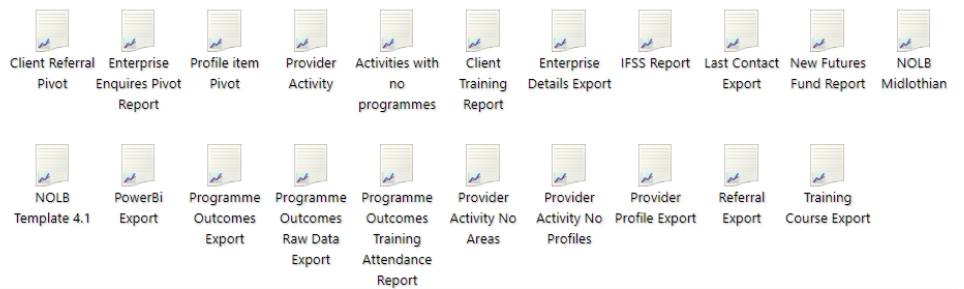 Client Referral
Pivot
Enterprise
Enquires Pivot
Report
Profile item
Pivot
Provider
Activity
Activities with
no
programmes
Client
Training
Report
Enterprise
Details Export
IFSS Report
Last Contact
Export
New Futures
Fund Report
NOLB
Midlothian
NOLB
Template 4.1
PowerBi
Export
Programme
Outcomes
Export
Programme
Outcomes
Raw Data
Export
Programme
Outcomes
Training
Attendance
Report
Provider
Activity No
Areas
Provider
Activity No
Profiles
Provider
Profile Export
Referral
Export
Training
Course Export